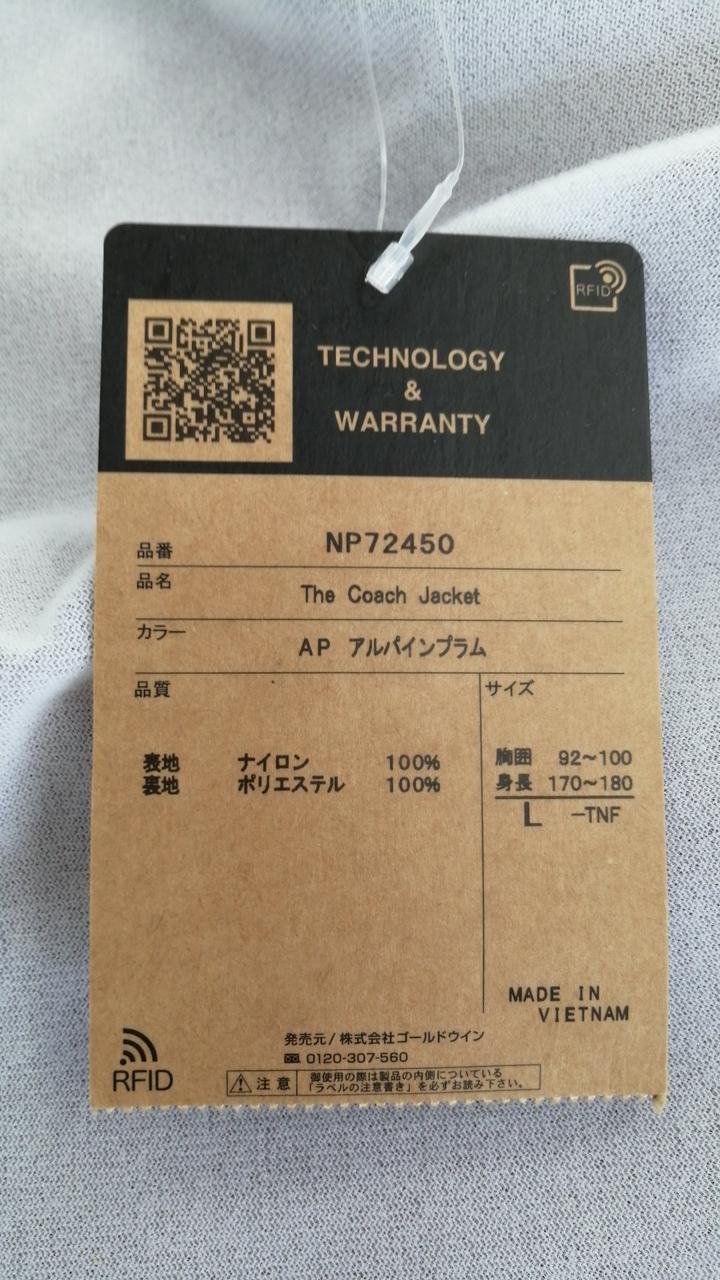 RFID
TECHNOLOGY
&
WARRANTY
品番 NP72450
品名 The Coach Jacket
カラー AP アルパインプラム
品質
表地 ナイロン 100%
裏地 ポリエステル 100%
サイズ
胸囲 92~100
身長 170~180
L -TNF
MADE IN
VIETNAM
RFID
発売元/株式会社ゴールドウイン
0120-307-560
注意 御使用の際は製品の内側についている
「ラベルの注意書き」を必ずお読み下さい。